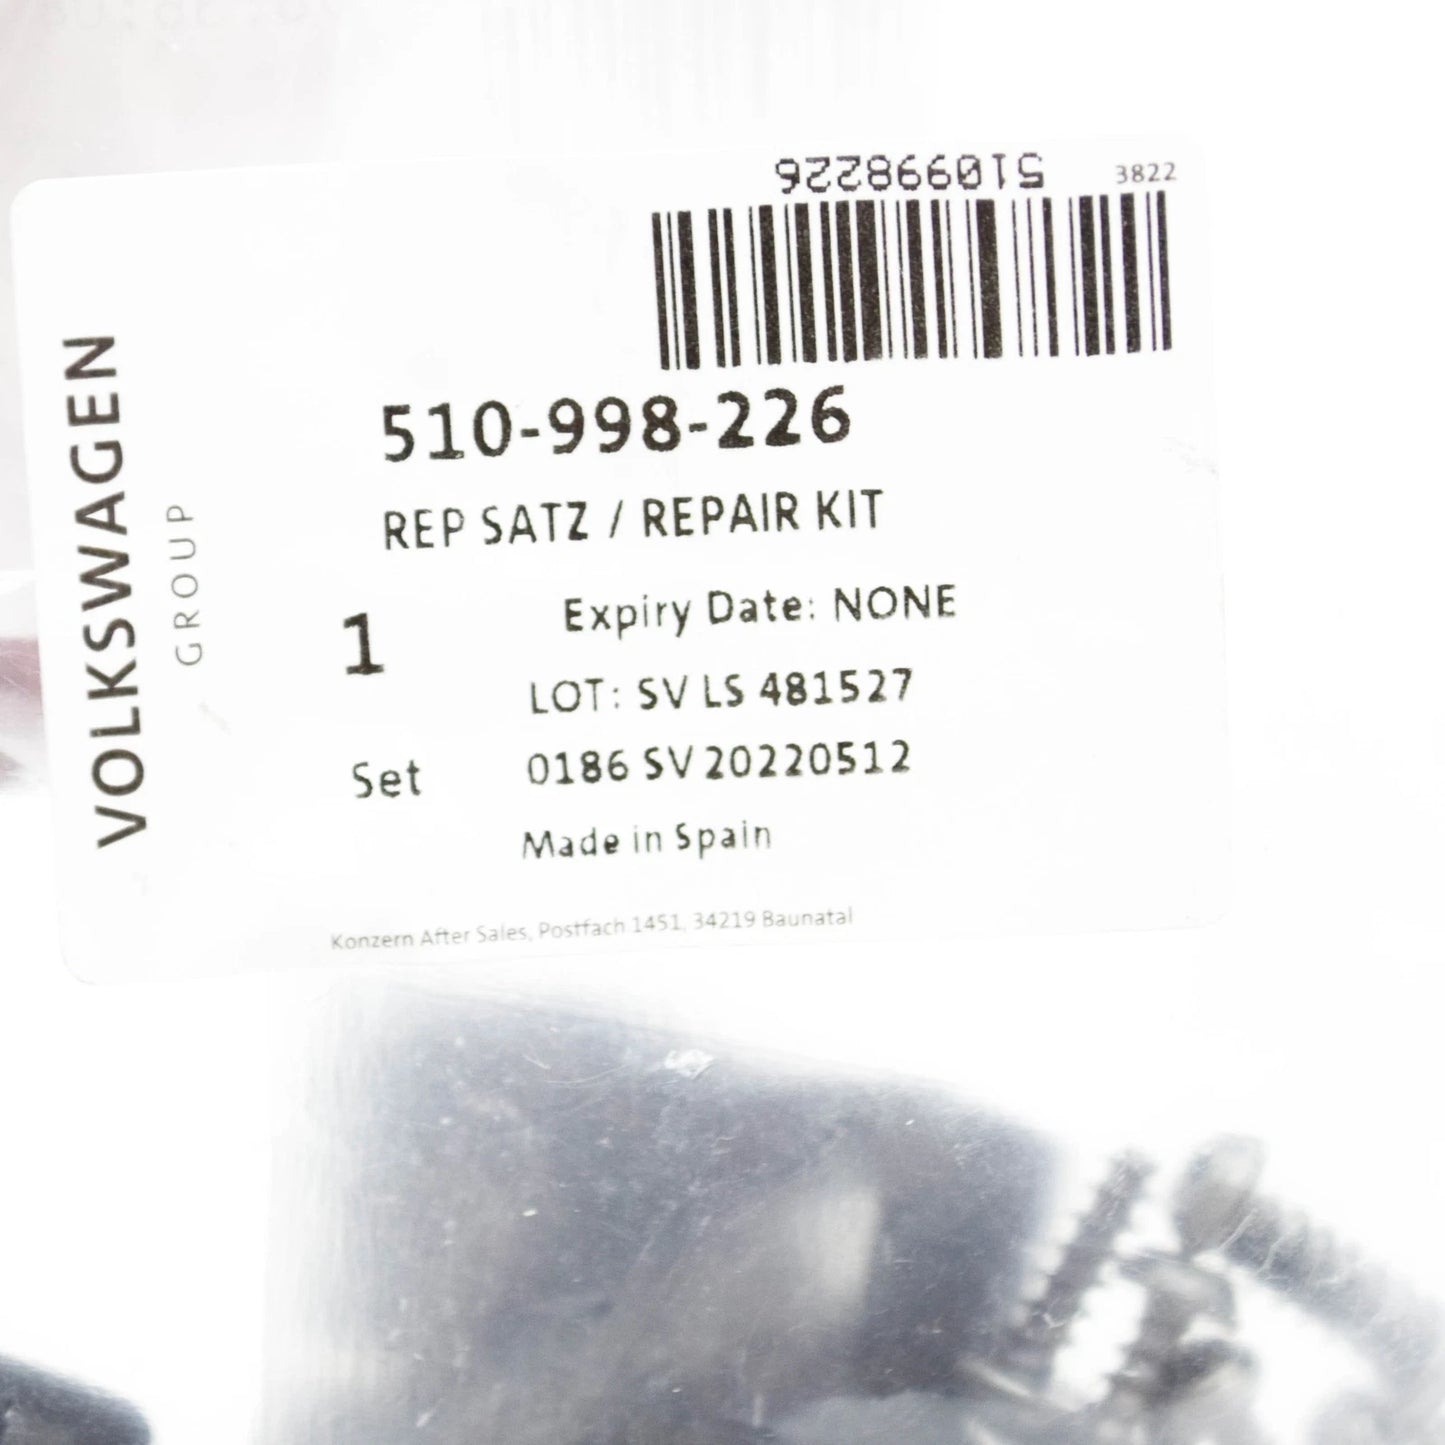 510998226
3822
510-998-226
REP SATZ / REPAIR KIT
1
Expiry Date: NONE
LOT: SV LS 481527
Set
0186 SV 20220512
Made in Spain
Konzern After Sales, Postfach 1451, 34219 Baunatal
VOLKSWAGEN
GROUP